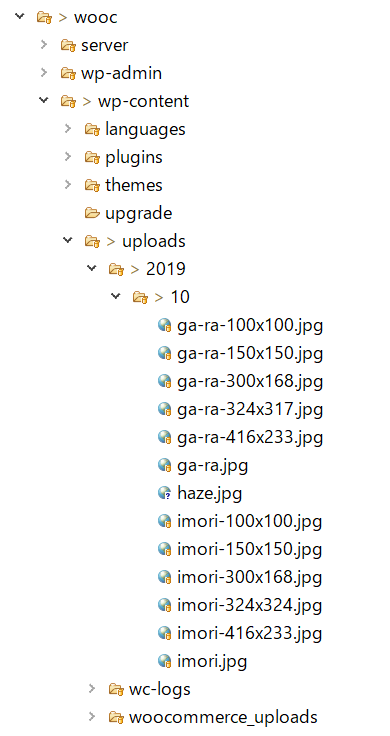 > wooc
server
wp-admin
> wp-content
languages
plugins
themes
upgrade
> uploads
> 2019
> 10
ga-ra-100x100.jpg
ga-ra-150x150.jpg
ga-ra-300x168.jpg
ga-ra-324x317.jpg
ga-ra-416x233.jpg
ga-ra.jpg
haze.jpg
imori-100x100.jpg
imori-150x150.jpg
imori-300x168.jpg
imori-324x324.jpg
imori-416x233.jpg
imori.jpg
wc-logs
woocommerce_uploads